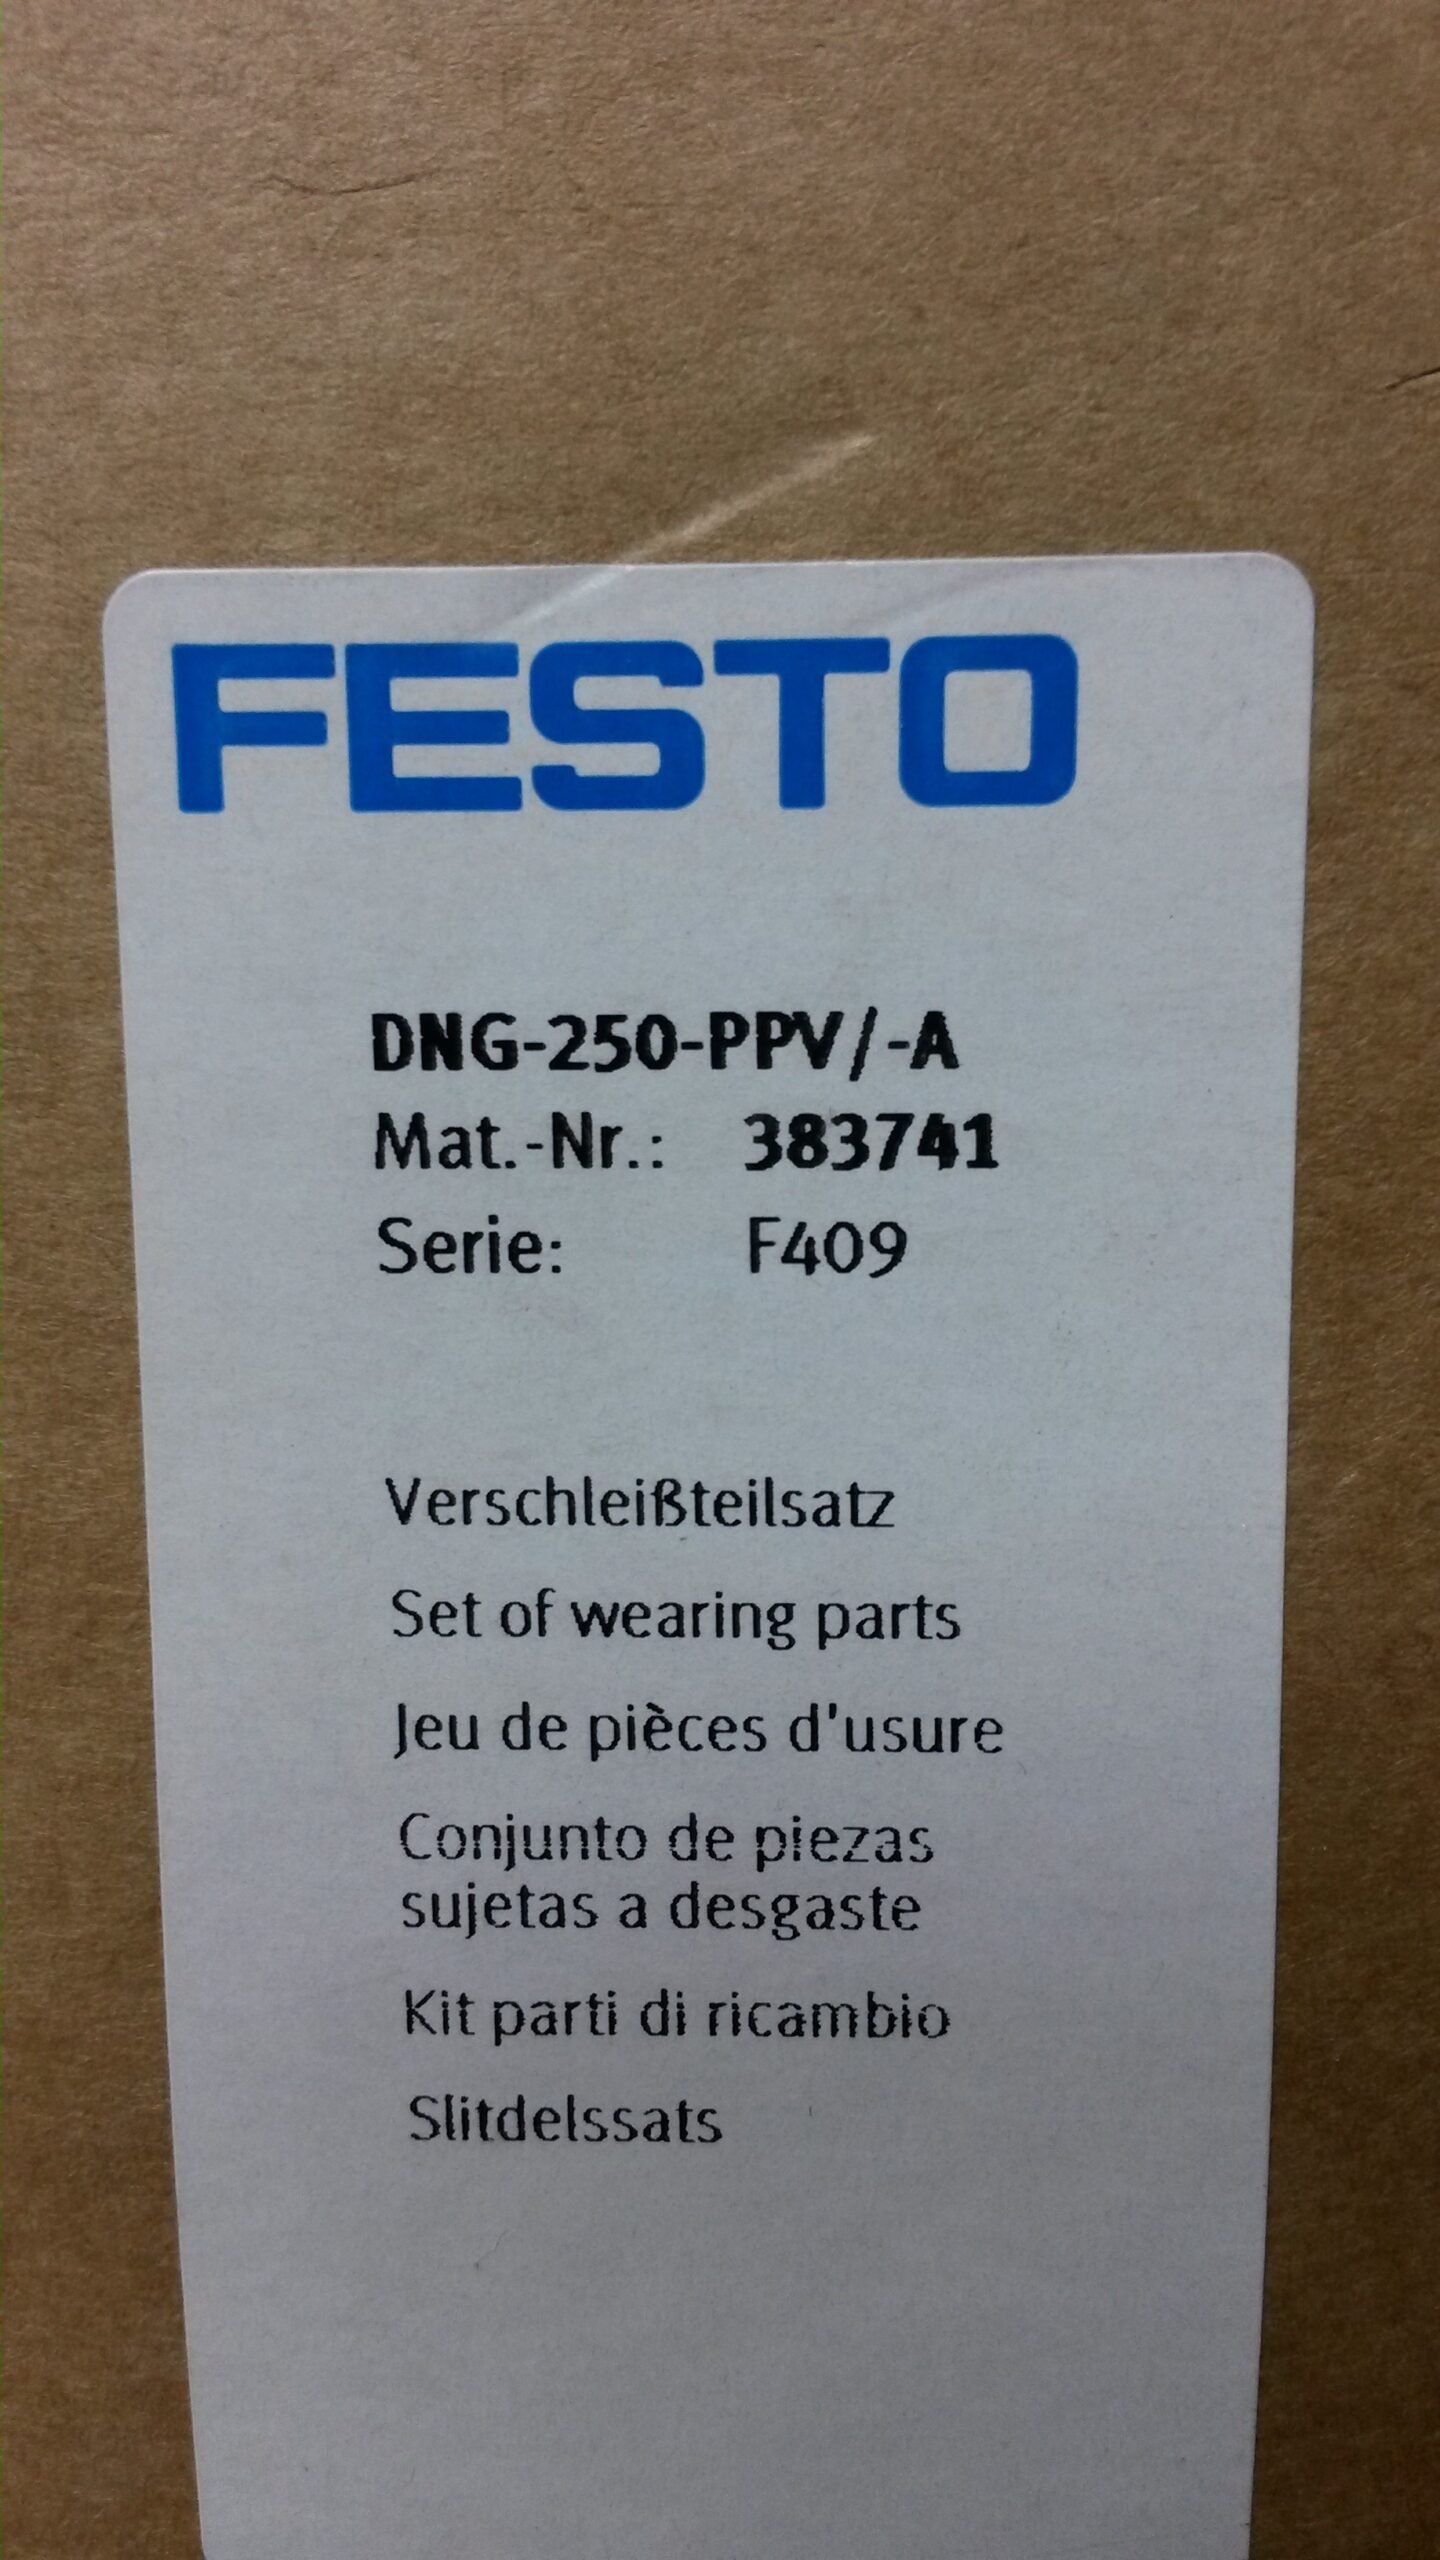 FESTO
DNG-250-PPV/-A
Mat.-Nr.: 383741
Serie: F409
Verschleißteilsatz
Set of wearing parts
Jeu de pièces d'usure
Conjunto de piezas
sujetas a desgaste
Kit parti di ricambio
Slitdelssats